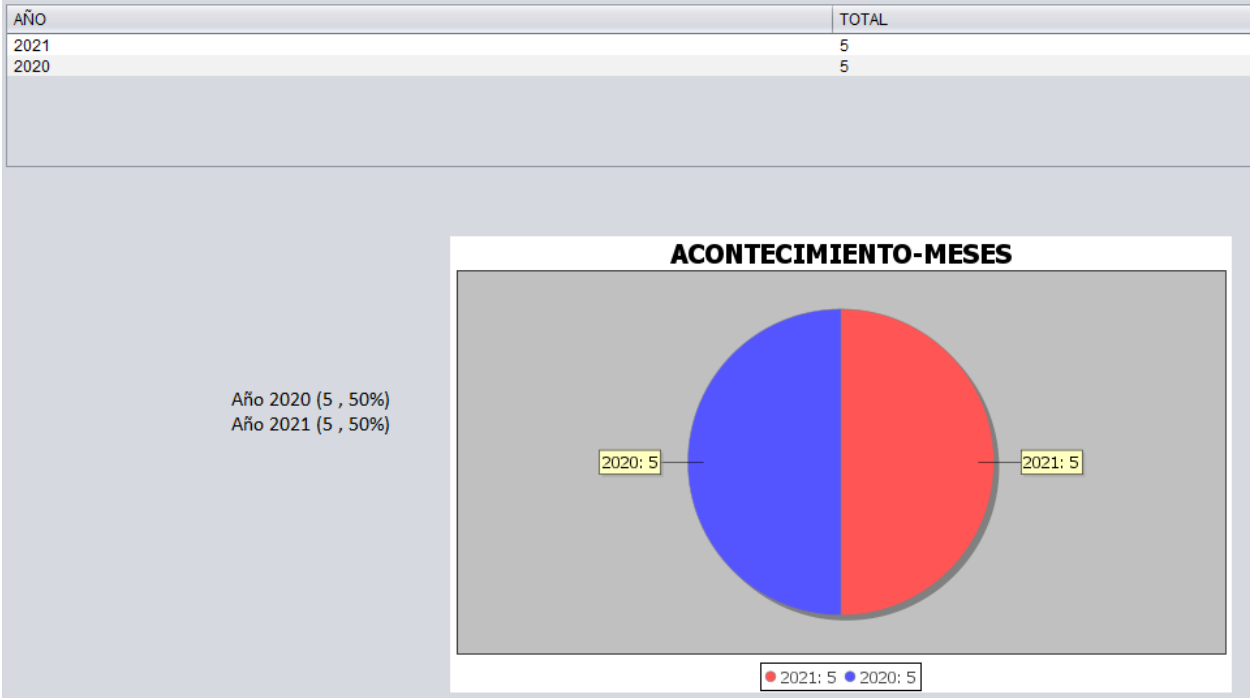 AÑO TOTAL
2021 5
2020 5
ACONTECIMIENTO-MESES
Año 2020 (5 , 50%)
Año 2021 (5 , 50%)
2020: 5
2021: 5
2021: 5 2020: 5